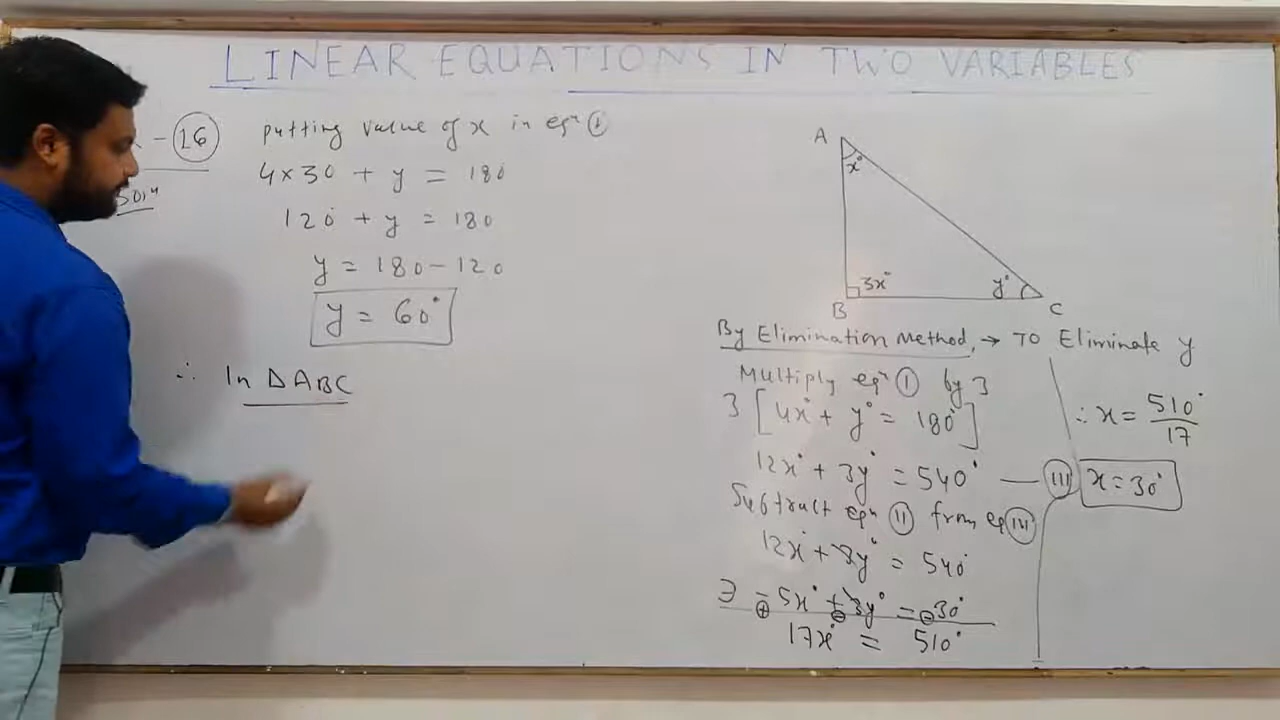 LINEAR EQUATIONS IN TWO VARIABLES
- 16
Solⁿ
putting value of x in eqⁿ ①
4×30 + y = 180
120° + y = 180
y = 180-120
y = 60°
∴ In ΔABC
A
x°
3x°
y°
B
C
By Elimination Method, → TO Eliminate y
Multiply eqⁿ Ⓘ by 3
3 [4x° + y° = 180°]
12x° + 3y° = 540° — III
Subtract eqⁿ II from eq III
12x° + 3y° = 540°
-5x° + 3y° = 30°
⊕ ⊖ ⊖
17x° = 510°
∴ x = 510°
17
x = 30°